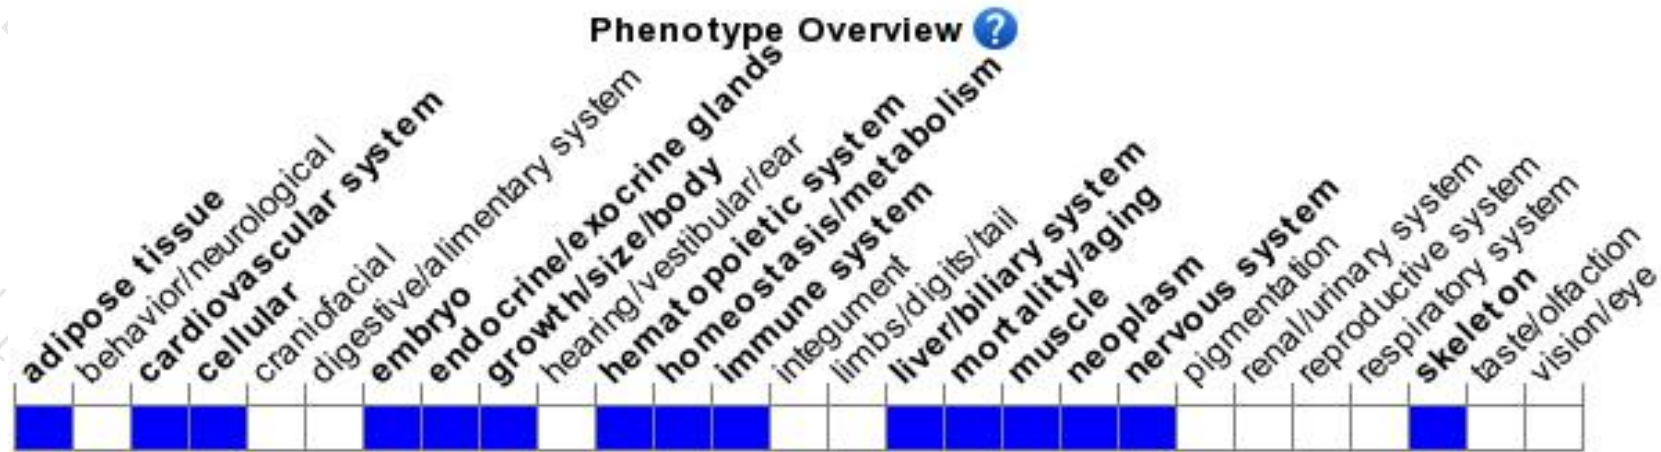 Phenotype Overview ?
adipose tissue
behavior/neurological
cardiovascular system
cellular
craniofacial
digestive/alimentary system
embryo
endocrine/exocrine glands
growth/size/body
hearing/vestibular/ear
hematopoietic system
homeostasis/metabolism
immune system
integument
limbs/digits/tail
liver/biliary system
mortality/aging
muscle
neoplasm
nervous system
pigmentation
renal/urinary system
reproductive system
respiratory system
skeleton
taste/olfaction
vision/eye